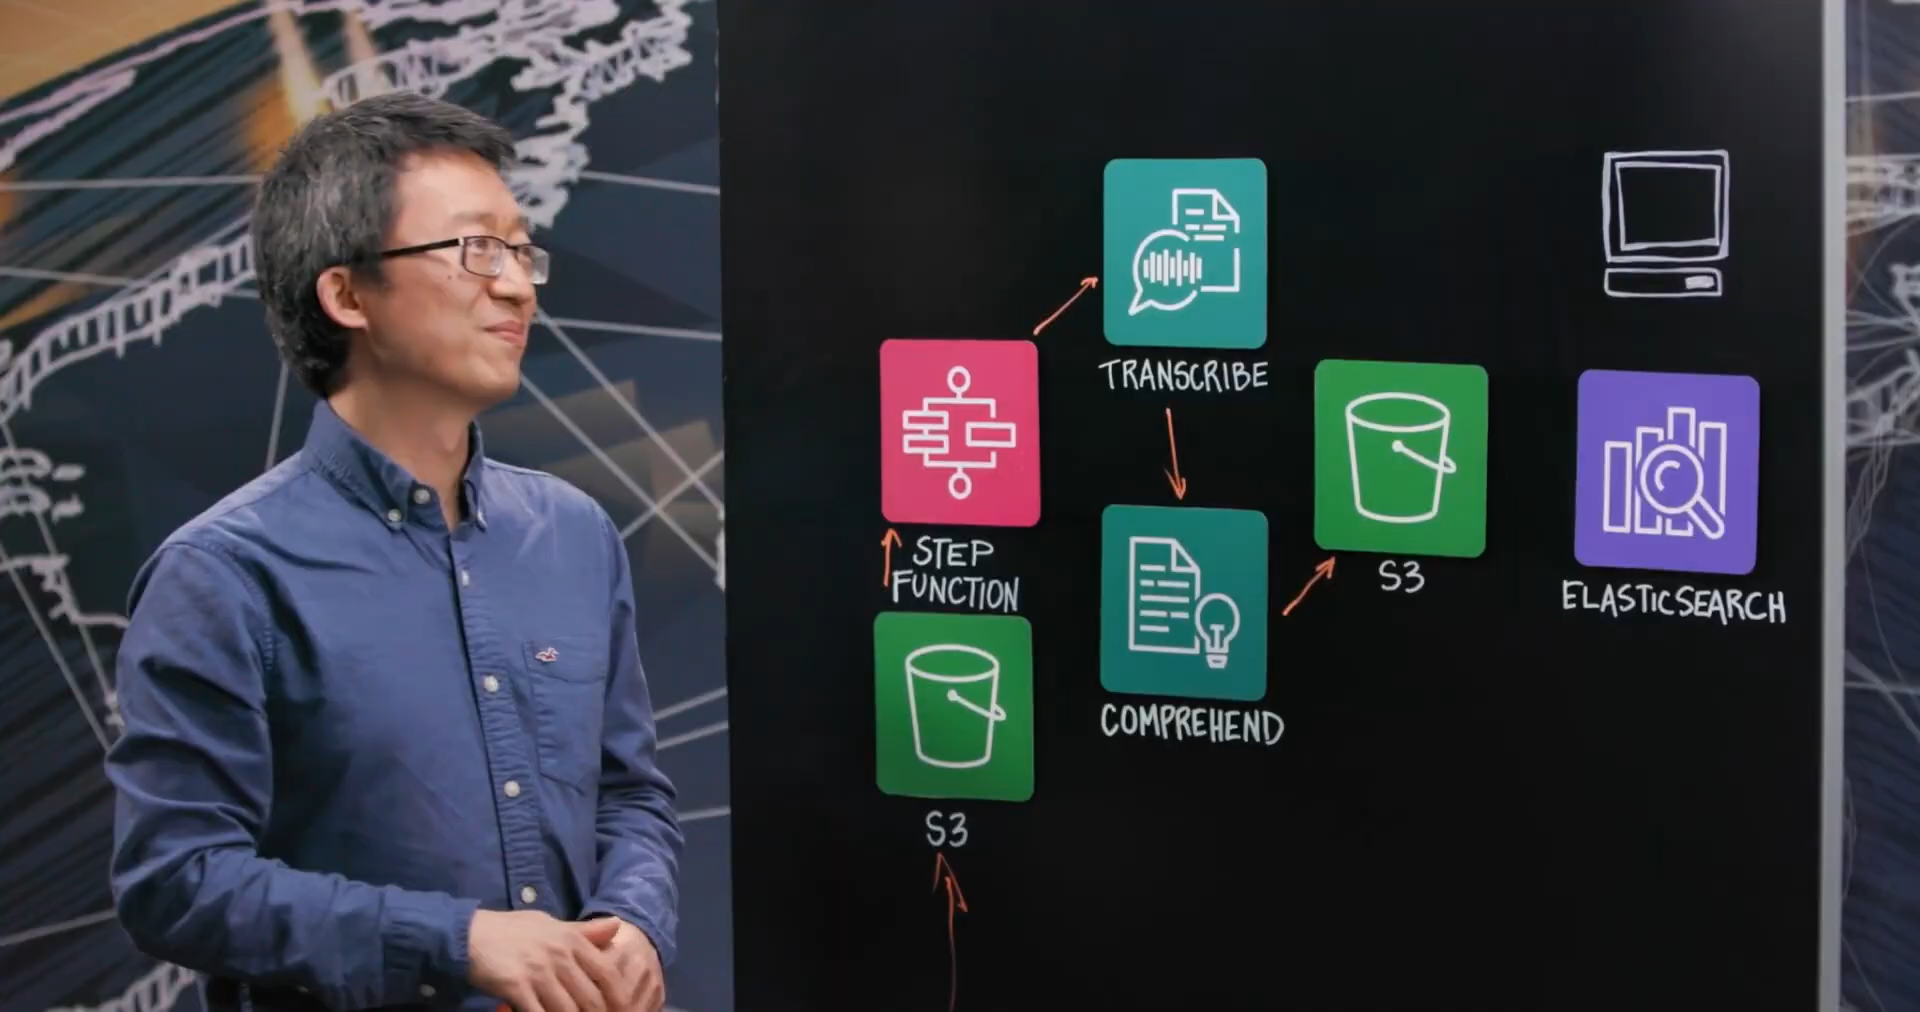 TRANSCRIBE
STEP
FUNCTION
S3
ELASTICSEARCH
COMPREHEND
S3